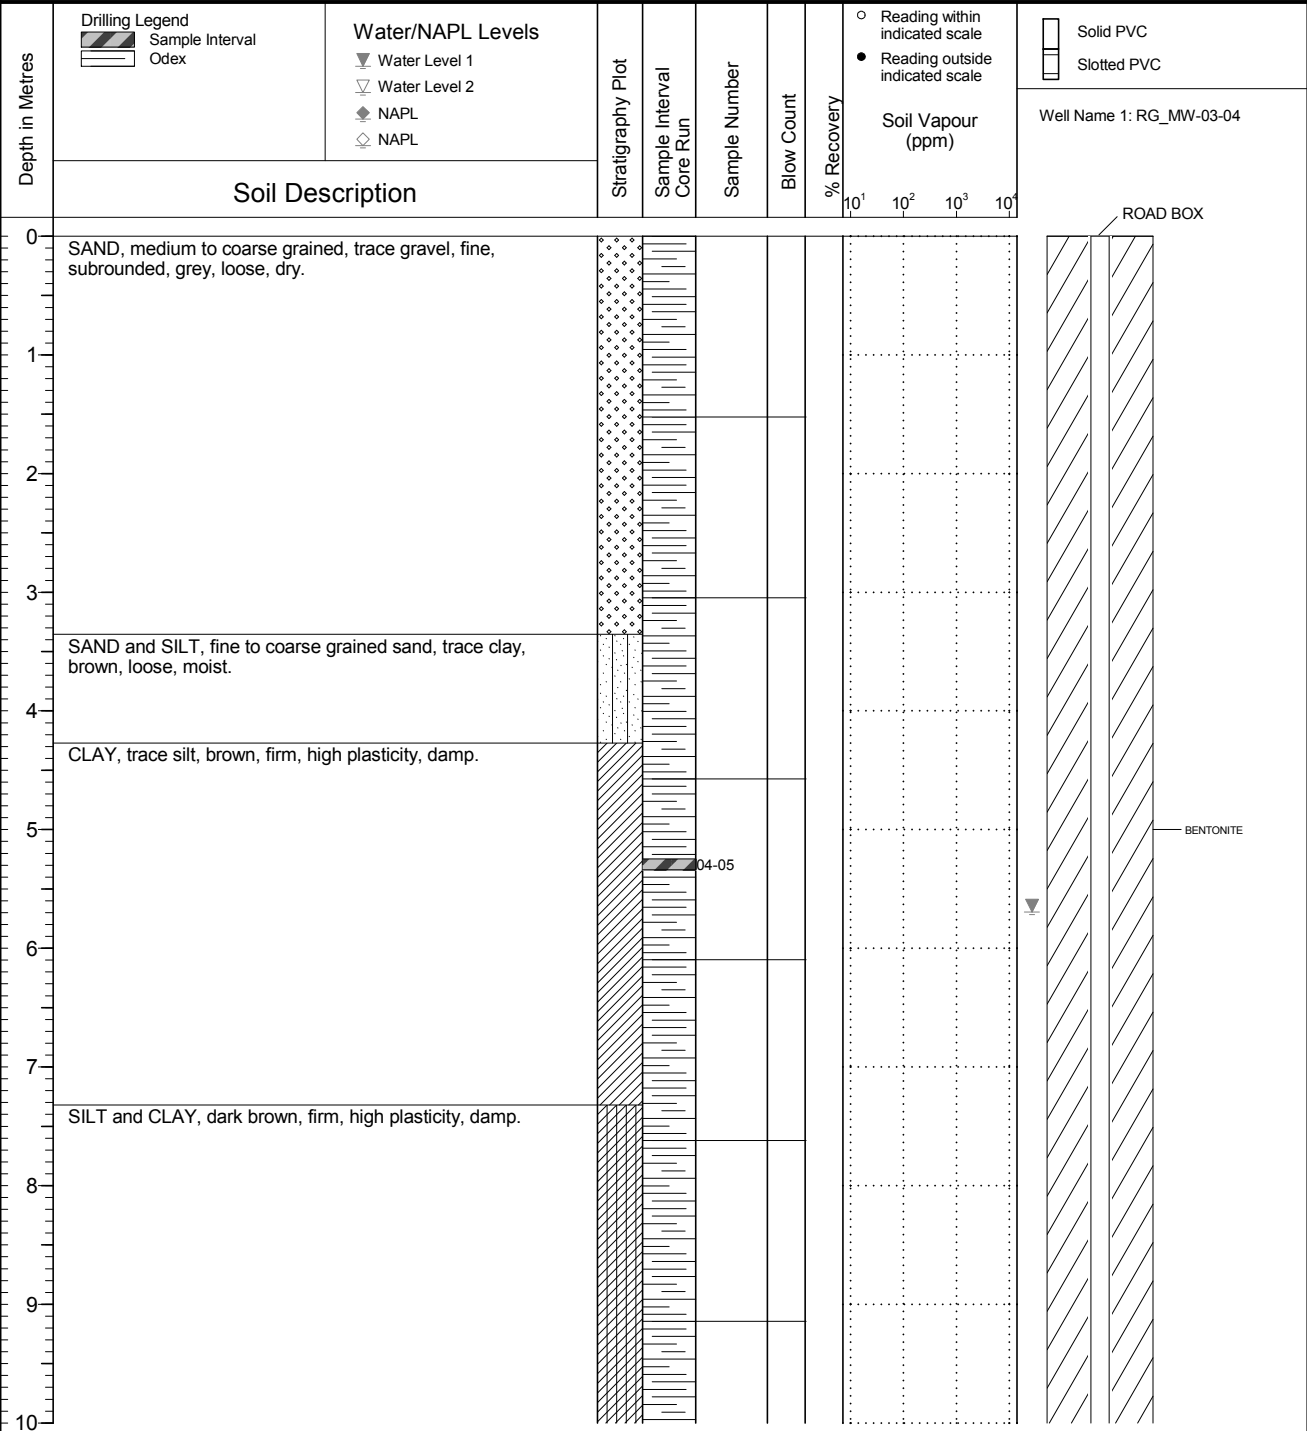 Drilling Legend
Sample Interval
Odex
Water/NAPL Levels
Water Level 1
Water Level 2
NAPL
NAPL
Depth in Metres
Soil Description
Stratigraphy Plot
Sample Interval
Core Run
Sample Number
Blow Count
% Recovery
Reading within
indicated scale
Reading outside
indicated scale
Soil Vapour
(ppm)
10¹ 10² 10³ 10⁴
Solid PVC
Slotted PVC
Well Name 1: RG_MW-03-04
ROAD BOX
0
SAND, medium to coarse grained, trace gravel, fine,
subrounded, grey, loose, dry.
1
2
3
SAND and SILT, fine to coarse grained sand, trace clay,
brown, loose, moist.
4
CLAY, trace silt, brown, firm, high plasticity, damp.
5
BENTONITE
04-05
6
7
SILT and CLAY, dark brown, firm, high plasticity, damp.
8
9
10